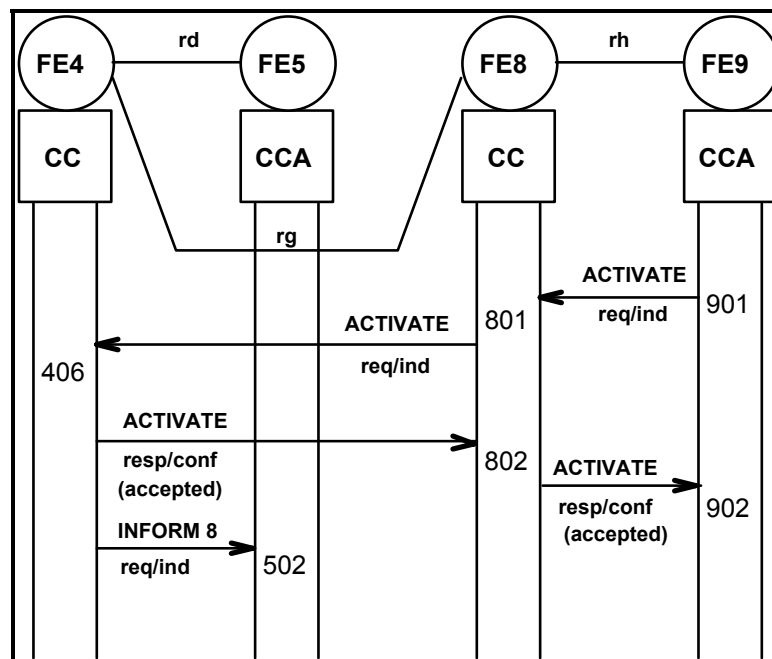 rd
rh
FE4
FE5
FE8
FE9
CC
CCA
CC
CCA
rg
ACTIVATE
801
901
req/ind
ACTIVATE
req/ind
406
ACTIVATE
802
resp/conf
(accepted)
ACTIVATE
resp/conf
(accepted)
902
INFORM 8
req/ind
502